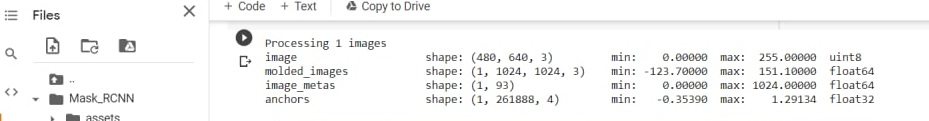 Files
+ Code + Text Copy to Drive
..
Mask_RCNN
assets
Processing 1 images
image shape: (480, 640, 3) min: 0.00000 max: 255.00000 uint8
molded_images shape: (1, 1024, 1024, 3) min: -123.70000 max: 151.10000 float64
image_metas shape: (1, 93) min: 0.00000 max: 1024.00000 float64
anchors shape: (1, 261888, 4) min: -0.35390 max: 1.29134 float32